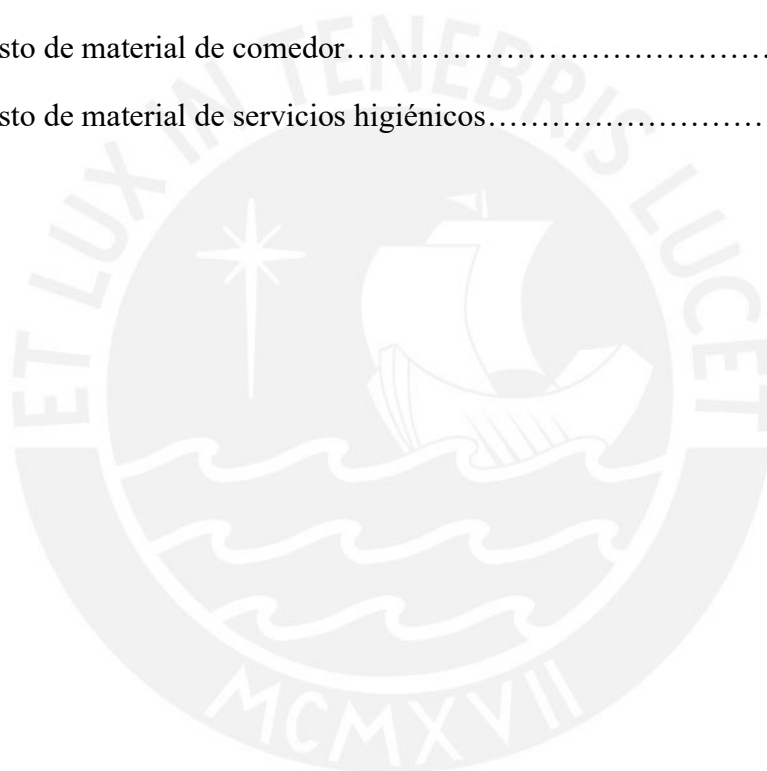 sto de material de comedor……………………………………
sto de material de servicios higiénicos………………………
ET LUX IN TENEBRIS LUCET
MCMXVII